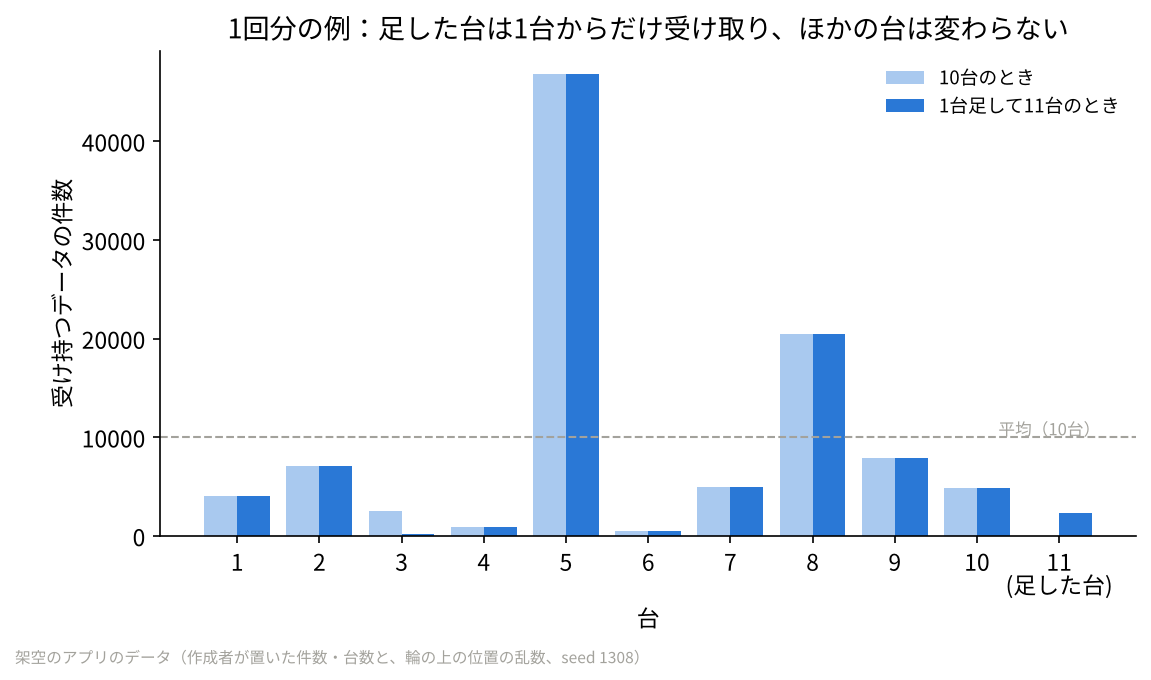 1回分の例：足した台は1台からだけ受け取り、ほかの台は変わらない
10台のとき
1台足して11台のとき
受け持つデータの件数
40000
30000
20000
10000
0
平均（10台）
1 2 3 4 5 6 7 8 9 10 11
(足した台)
台
架空のアプリのデータ（作成者が置いた件数・台数と、輪の上の位置の乱数、seed 1308）